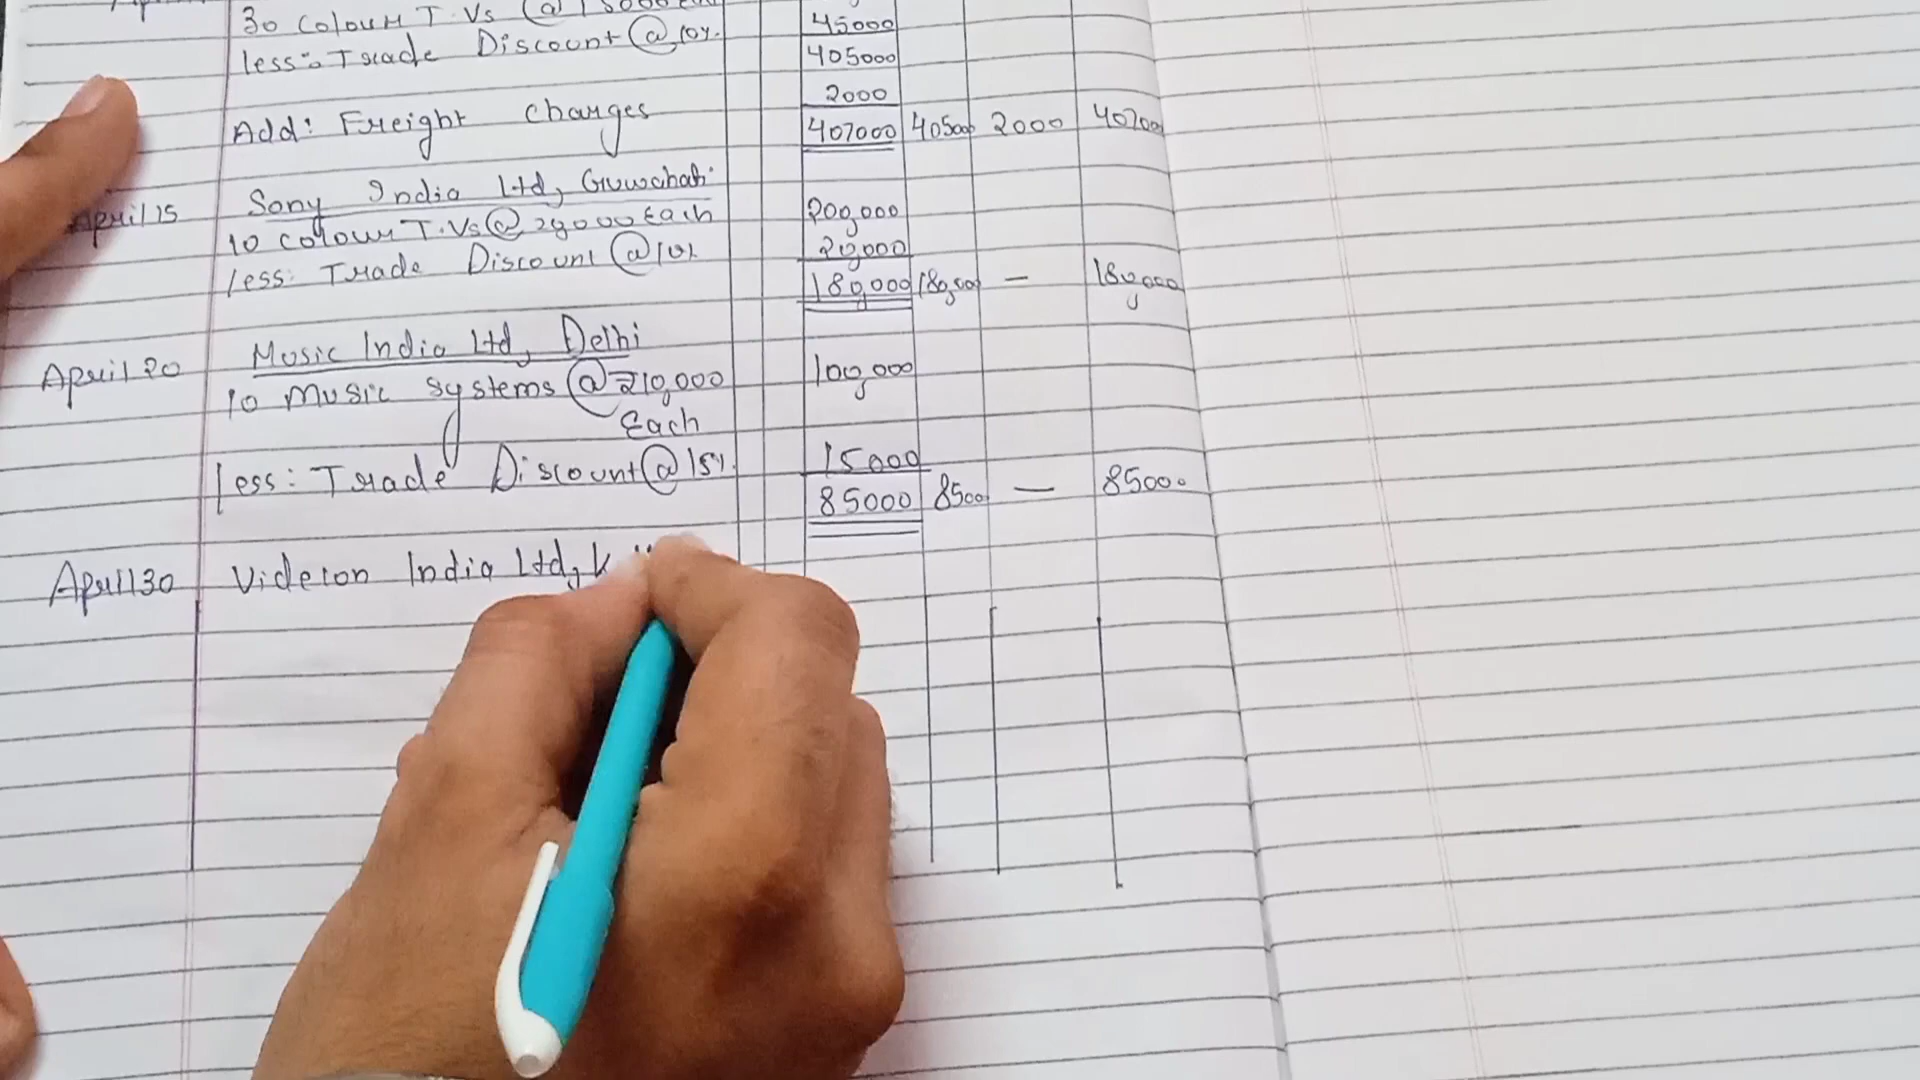 30 Colour T.Vs @
45000
less:- Trade Discount @ 10%.
405000
2000
Add: Freight Charges
407000 40500 2000 40700
Sony India Ltd, Guwahati
April 15
10 Colour T.Vs @ 20000 Each 200,000
less: Trade Discount @ 10% 20,000
180,000 180,000 — 180,000
Music India Ltd, Delhi
April 20
10 Music Systems @ ₹10,000 100,000
Each
less: Trade Discount @ 15%. 15000
85000 8500 — 85000
April 30 Videcon India Ltd, K